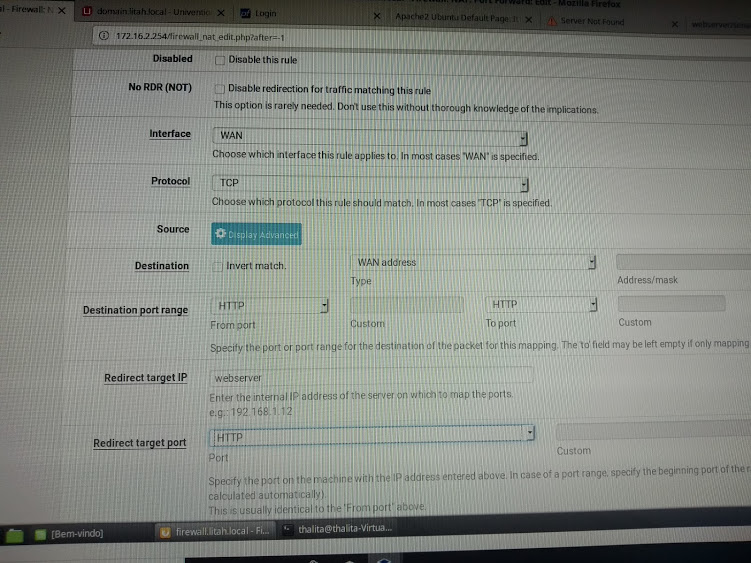 al - Firewall: N
domain.litah.local - Univention
Login
Apache2 Ubuntu Default Page: I
Port Forward: Edit - Mozilla Firefox
Server Not Found
172.16.2.254/firewall_nat_edit.php?after=-1
Disabled
Disable this rule
No RDR (NOT)
Disable redirection for traffic matching this rule
This option is rarely needed. Don't use this without thorough knowledge of the implications.
Interface
WAN
Choose which interface this rule applies to. In most cases "WAN" is specified.
Protocol
TCP
Choose which protocol this rule should match. In most cases "TCP" is specified.
Source
Display Advanced
Destination
Invert match.
WAN address
Type
Address/mask
Destination port range
HTTP
HTTP
From port
Custom
To port
Custom
Specify the port or port range for the destination of the packet for this mapping. The 'to' field may be left empty if only mapping
Redirect target IP
webserver
Enter the internal IP address of the server on which to map the ports.
e.g.: 192.168.1.12
Redirect target port
HTTP
Port
Custom
Specify the port on the machine with the IP address entered above. In case of a port range, specify the beginning port of the
calculated automatically).
This is usually identical to the "From port" above
[Bem-vindo]
firewall.litah.local - Fi...
thalita@thalita-Virtua...